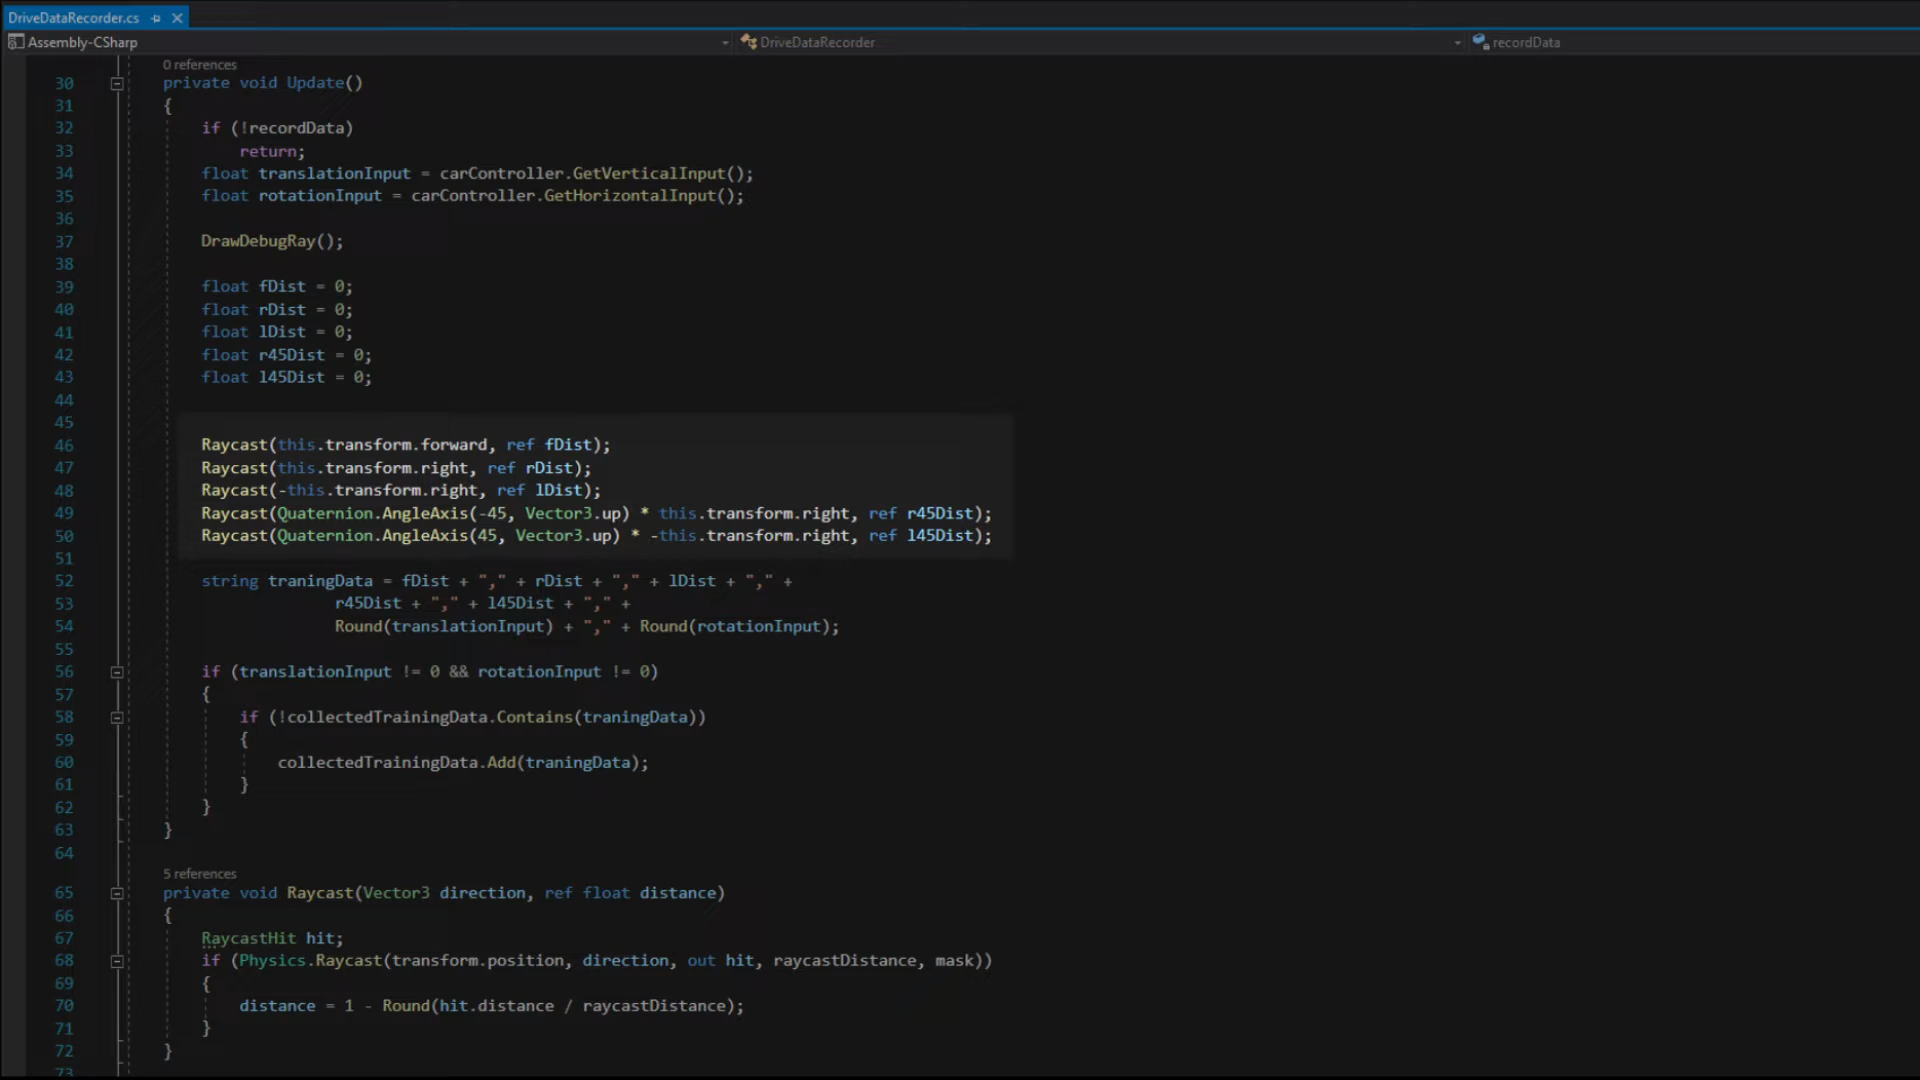 DriveDataRecorder.cs
Assembly-CSharp DriveDataRecorder recordData
0 references
30 private void Update()
31 {
32 if (!recordData)
33 return;
34 float translationInput = carController.GetVerticalInput();
35 float rotationInput = carController.GetHorizontalInput();
36
37 DrawDebugRay();
38
39 float fDist = 0;
40 float rDist = 0;
41 float lDist = 0;
42 float r45Dist = 0;
43 float l45Dist = 0;
44
45
46 Raycast(this.transform.forward, ref fDist);
47 Raycast(this.transform.right, ref rDist);
48 Raycast(-this.transform.right, ref lDist);
49 Raycast(Quaternion.AngleAxis(-45, Vector3.up) * this.transform.right, ref r45Dist);
50 Raycast(Quaternion.AngleAxis(45, Vector3.up) * -this.transform.right, ref l45Dist);
51
52 string traningData = fDist + "," + rDist + "," + lDist + "," +
53 r45Dist + "," + l45Dist + "," +
54 Round(translationInput) + "," + Round(rotationInput);
55
56 if (translationInput != 0 && rotationInput != 0)
57 {
58 if (!collectedTrainingData.Contains(traningData))
59 {
60 collectedTrainingData.Add(traningData);
61 }
62 }
63 }
64
5 references
65 private void Raycast(Vector3 direction, ref float distance)
66 {
67 RaycastHit hit;
68 if (Physics.Raycast(transform.position, direction, out hit, raycastDistance, mask))
69 {
70 distance = 1 - Round(hit.distance / raycastDistance);
71 }
72 }
73